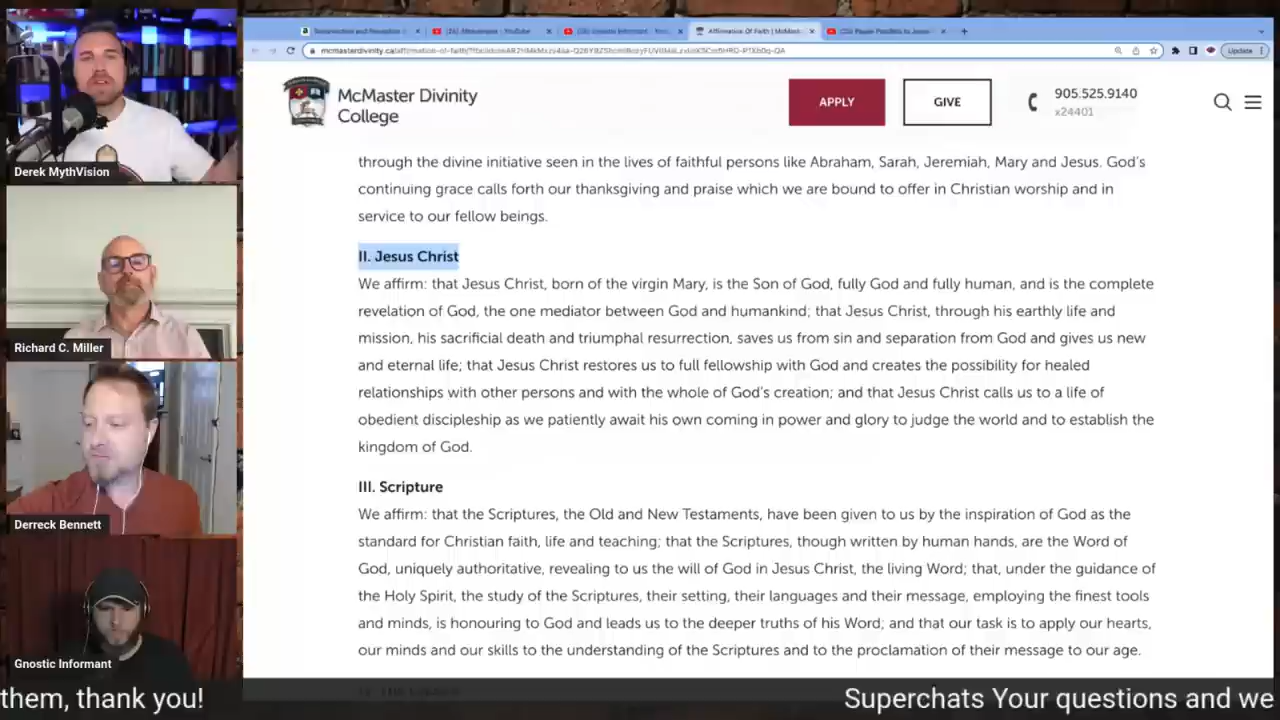 Affirmation Of Faith | McMast
McMaster Divinity
College
APPLY
GIVE
905.525.9140
x24401
Update
through the divine initiative seen in the lives of faithful persons like Abraham, Sarah, Jeremiah, Mary and Jesus. God's
continuing grace calls forth our thanksgiving and praise which we are bound to offer in Christian worship and in
service to our fellow beings.
II. Jesus Christ
We affirm: that Jesus Christ, born of the virgin Mary, is the Son of God, fully God and fully human, and is the complete
revelation of God, the one mediator between God and humankind; that Jesus Christ, through his earthly life and
mission, his sacrificial death and triumphal resurrection, saves us from sin and separation from God and gives us new
and eternal life; that Jesus Christ restores us to full fellowship with God and creates the possibility for healed
relationships with other persons and with the whole of God's creation; and that Jesus Christ calls us to a life of
obedient discipleship as we patiently await his own coming in power and glory to judge the world and to establish the
kingdom of God.
III. Scripture
We affirm: that the Scriptures, the Old and New Testaments, have been given to us by the inspiration of God as the
standard for Christian faith, life and teaching; that the Scriptures, though written by human hands, are the Word of
God, uniquely authoritative, revealing to us the will of God in Jesus Christ, the living Word; that, under the guidance
of the Holy Spirit, the study of the Scriptures, their setting, their languages and their message, employing the finest tools
and minds, is honouring to God and leads us to the deeper truths of his Word; and that our task is to apply our hearts,
our minds and our skills to the understanding of the Scriptures and to the proclamation of their message to our age.
Derek MythVision
Richard C. Miller
Derreck Bennett
Gnostic Informant
them, thank you!
Superchats Your questions and we